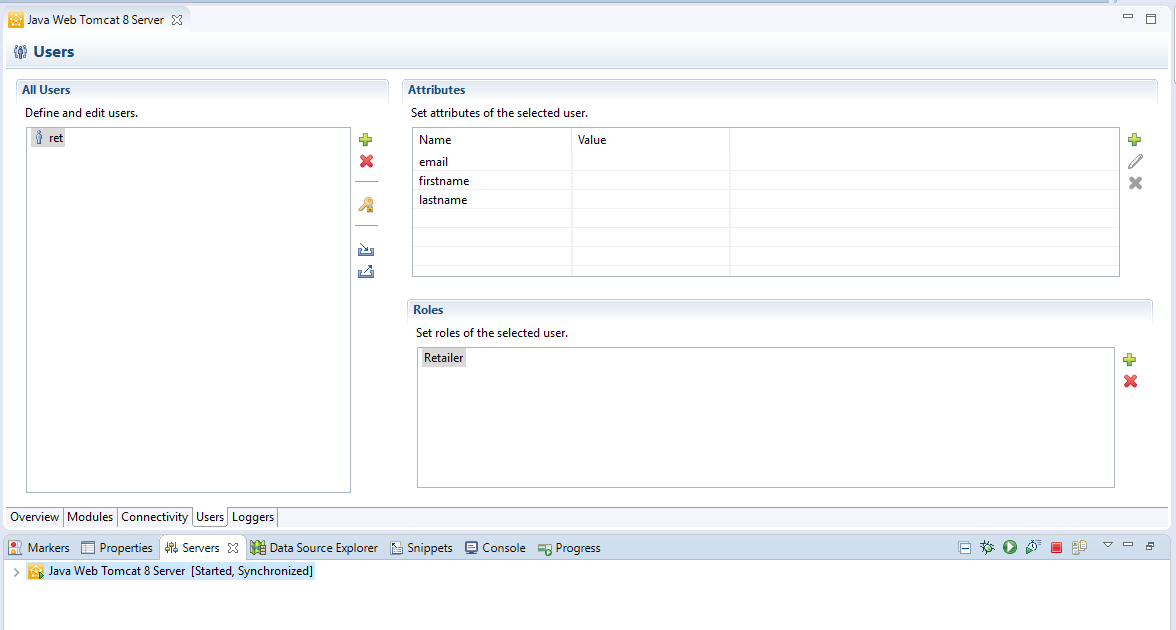 Java Web Tomcat 8 Server
Users
All Users
Define and edit users.
ret
Attributes
Set attributes of the selected user.
Name Value
email
firstname
lastname
Roles
Set roles of the selected user.
Retailer
Overview Modules Connectivity Users Loggers
Markers Properties Servers Data Source Explorer Snippets Console Progress
Java Web Tomcat 8 Server [Started, Synchronized]